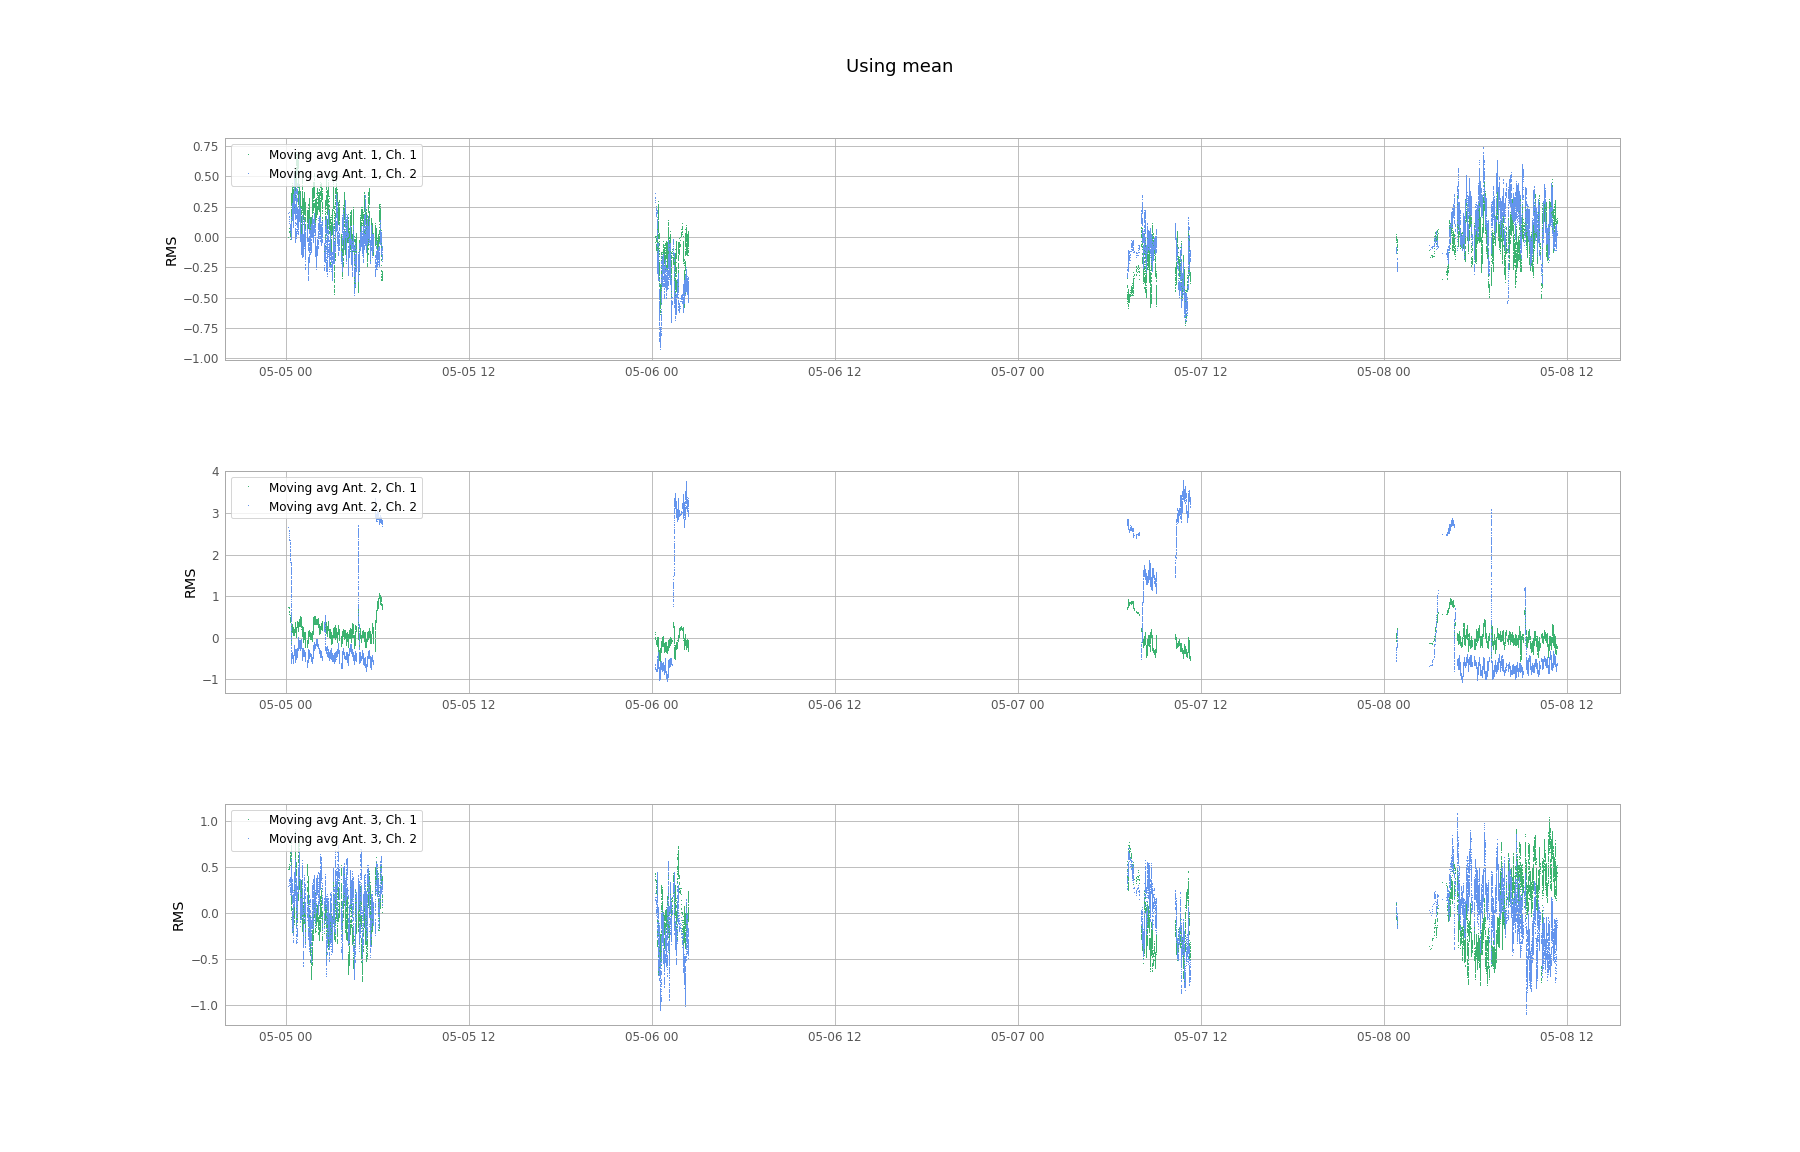 Using mean
0.75
0.50
0.25
0.00
−0.25
−0.50
−0.75
−1.00
RMS
Moving avg Ant. 1, Ch. 1
Moving avg Ant. 1, Ch. 2
05-05 00 05-05 12 05-06 00 05-06 12 05-07 00 05-07 12 05-08 00 05-08 12
4
3
2
1
0
−1
RMS
Moving avg Ant. 2, Ch. 1
Moving avg Ant. 2, Ch. 2
05-05 00 05-05 12 05-06 00 05-06 12 05-07 00 05-07 12 05-08 00 05-08 12
1.0
0.5
0.0
−0.5
−1.0
RMS
Moving avg Ant. 3, Ch. 1
Moving avg Ant. 3, Ch. 2
05-05 00 05-05 12 05-06 00 05-06 12 05-07 00 05-07 12 05-08 00 05-08 12